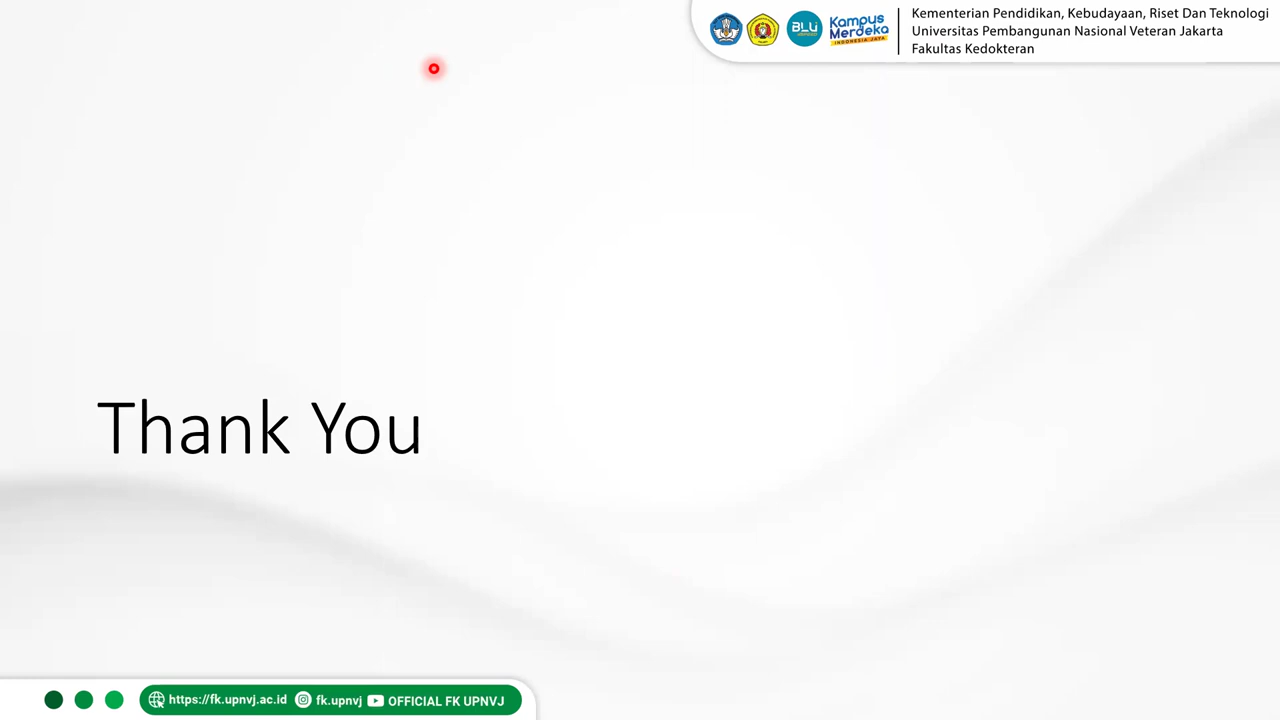 BLU
Kampus
Merdeka
INDONESIA JAYA
Kementerian Pendidikan, Kebudayaan, Riset Dan Teknologi
Universitas Pembangunan Nasional Veteran Jakarta
Fakultas Kedokteran
Thank You
https://fk.upnvj.ac.id fk.upnvj OFFICIAL FK UPNVJ